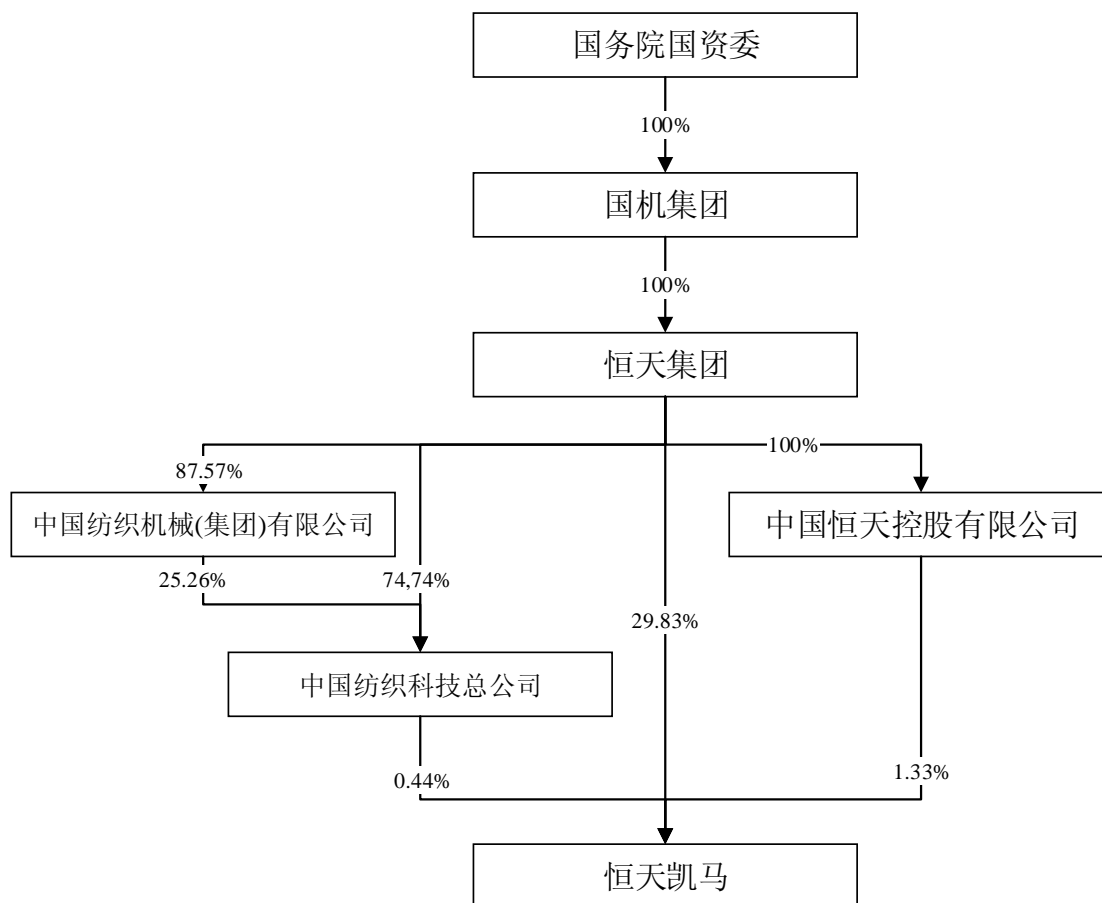 国务院国资委
100%
国机集团
100%
恒天集团
100%
87.57%
中国纺织机械(集团)有限公司
中国恒天控股有限公司
25.26%
74,74%
29.83%
中国纺织科技总公司
0.44%
1.33%
恒天凯马